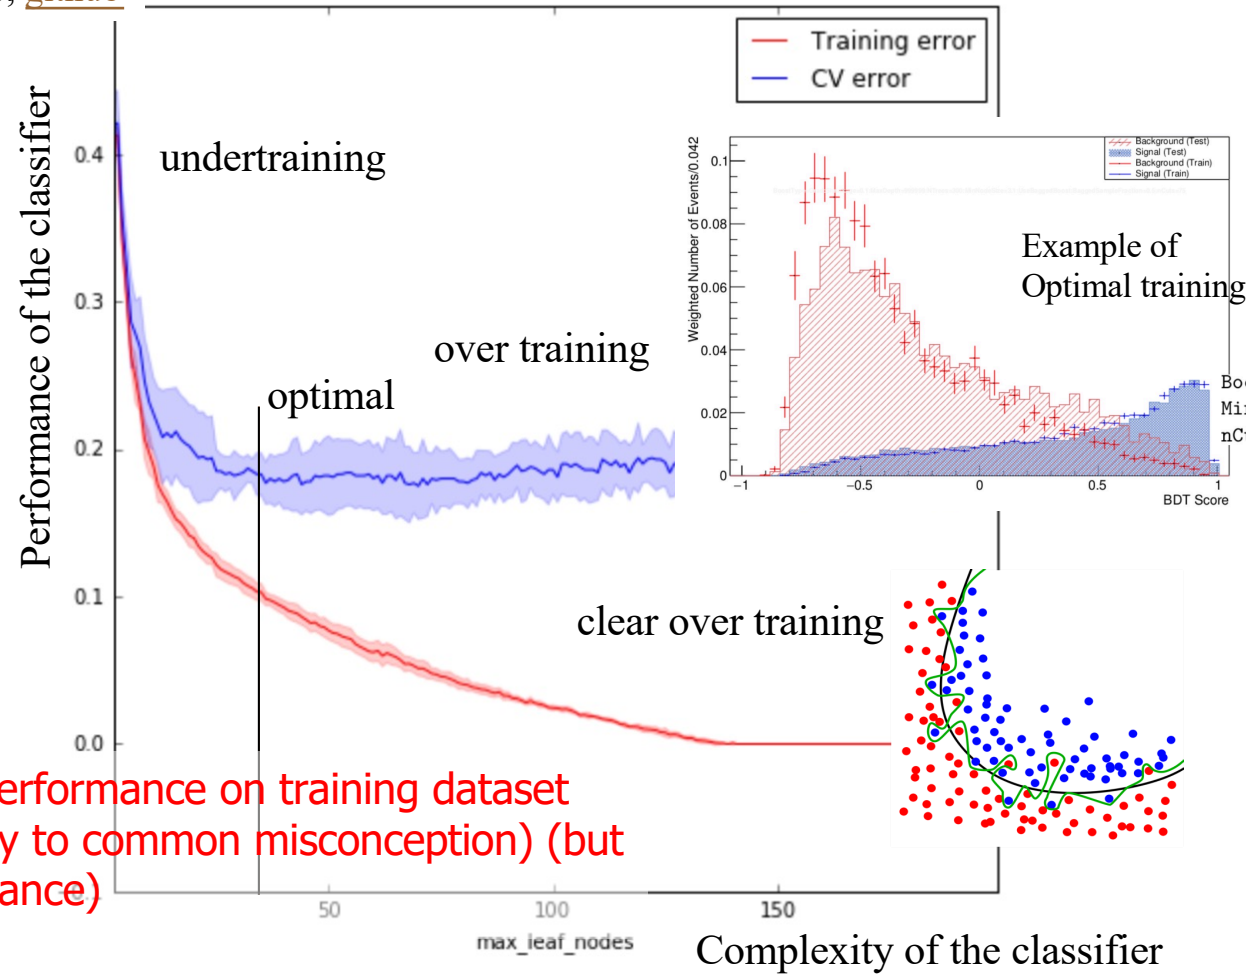 Training error
CV error
Performance of the classifier
0.4
0.3
0.2
0.1
0.0
undertraining
over training
optimal
clear over training
Weighted Number of Events/0.042
0.1
0.08
0.06
0.04
0.02
0
Background (Test)
Signal (Test)
Background (Train)
Signal (Train)
Example of
Optimal training
−1
−0.5
0
0.5
1
BDT Score
erformance on training dataset
y to common misconception) (but
ance)
50
100
150
max_leaf_nodes
Complexity of the classifier